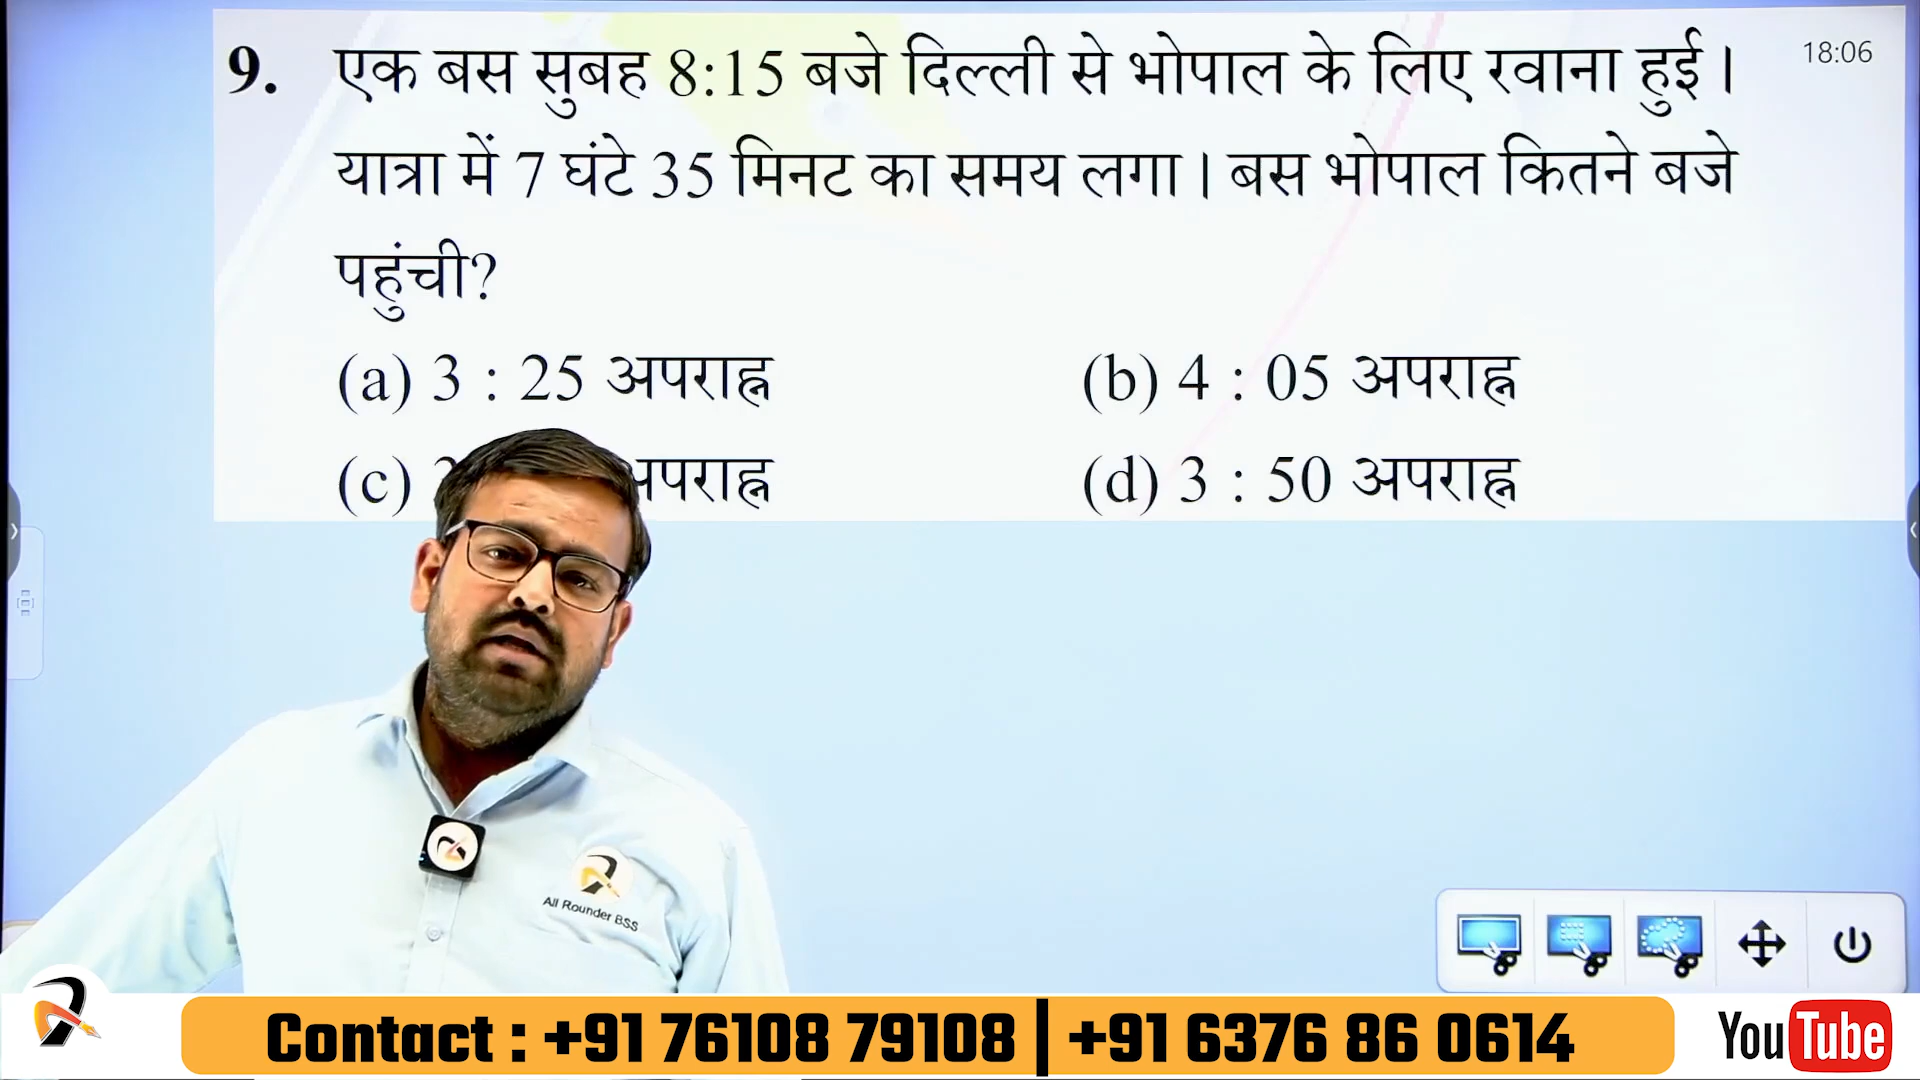 18:06
9. एक बस सुबह 8:15 बजे दिल्ली से भोपाल के लिए रवाना हुई।
यात्रा में 7 घंटे 35 मिनट का समय लगा। बस भोपाल कितने बजे
पहुंची?
(a) 3 : 25 अपराह्न (b) 4 : 05 अपराह्न
(c) (d) 3 : 50 अपराह्न
All Rounder BSS
Contact : +91 76108 79108 | +91 6376 86 0614
YouTube